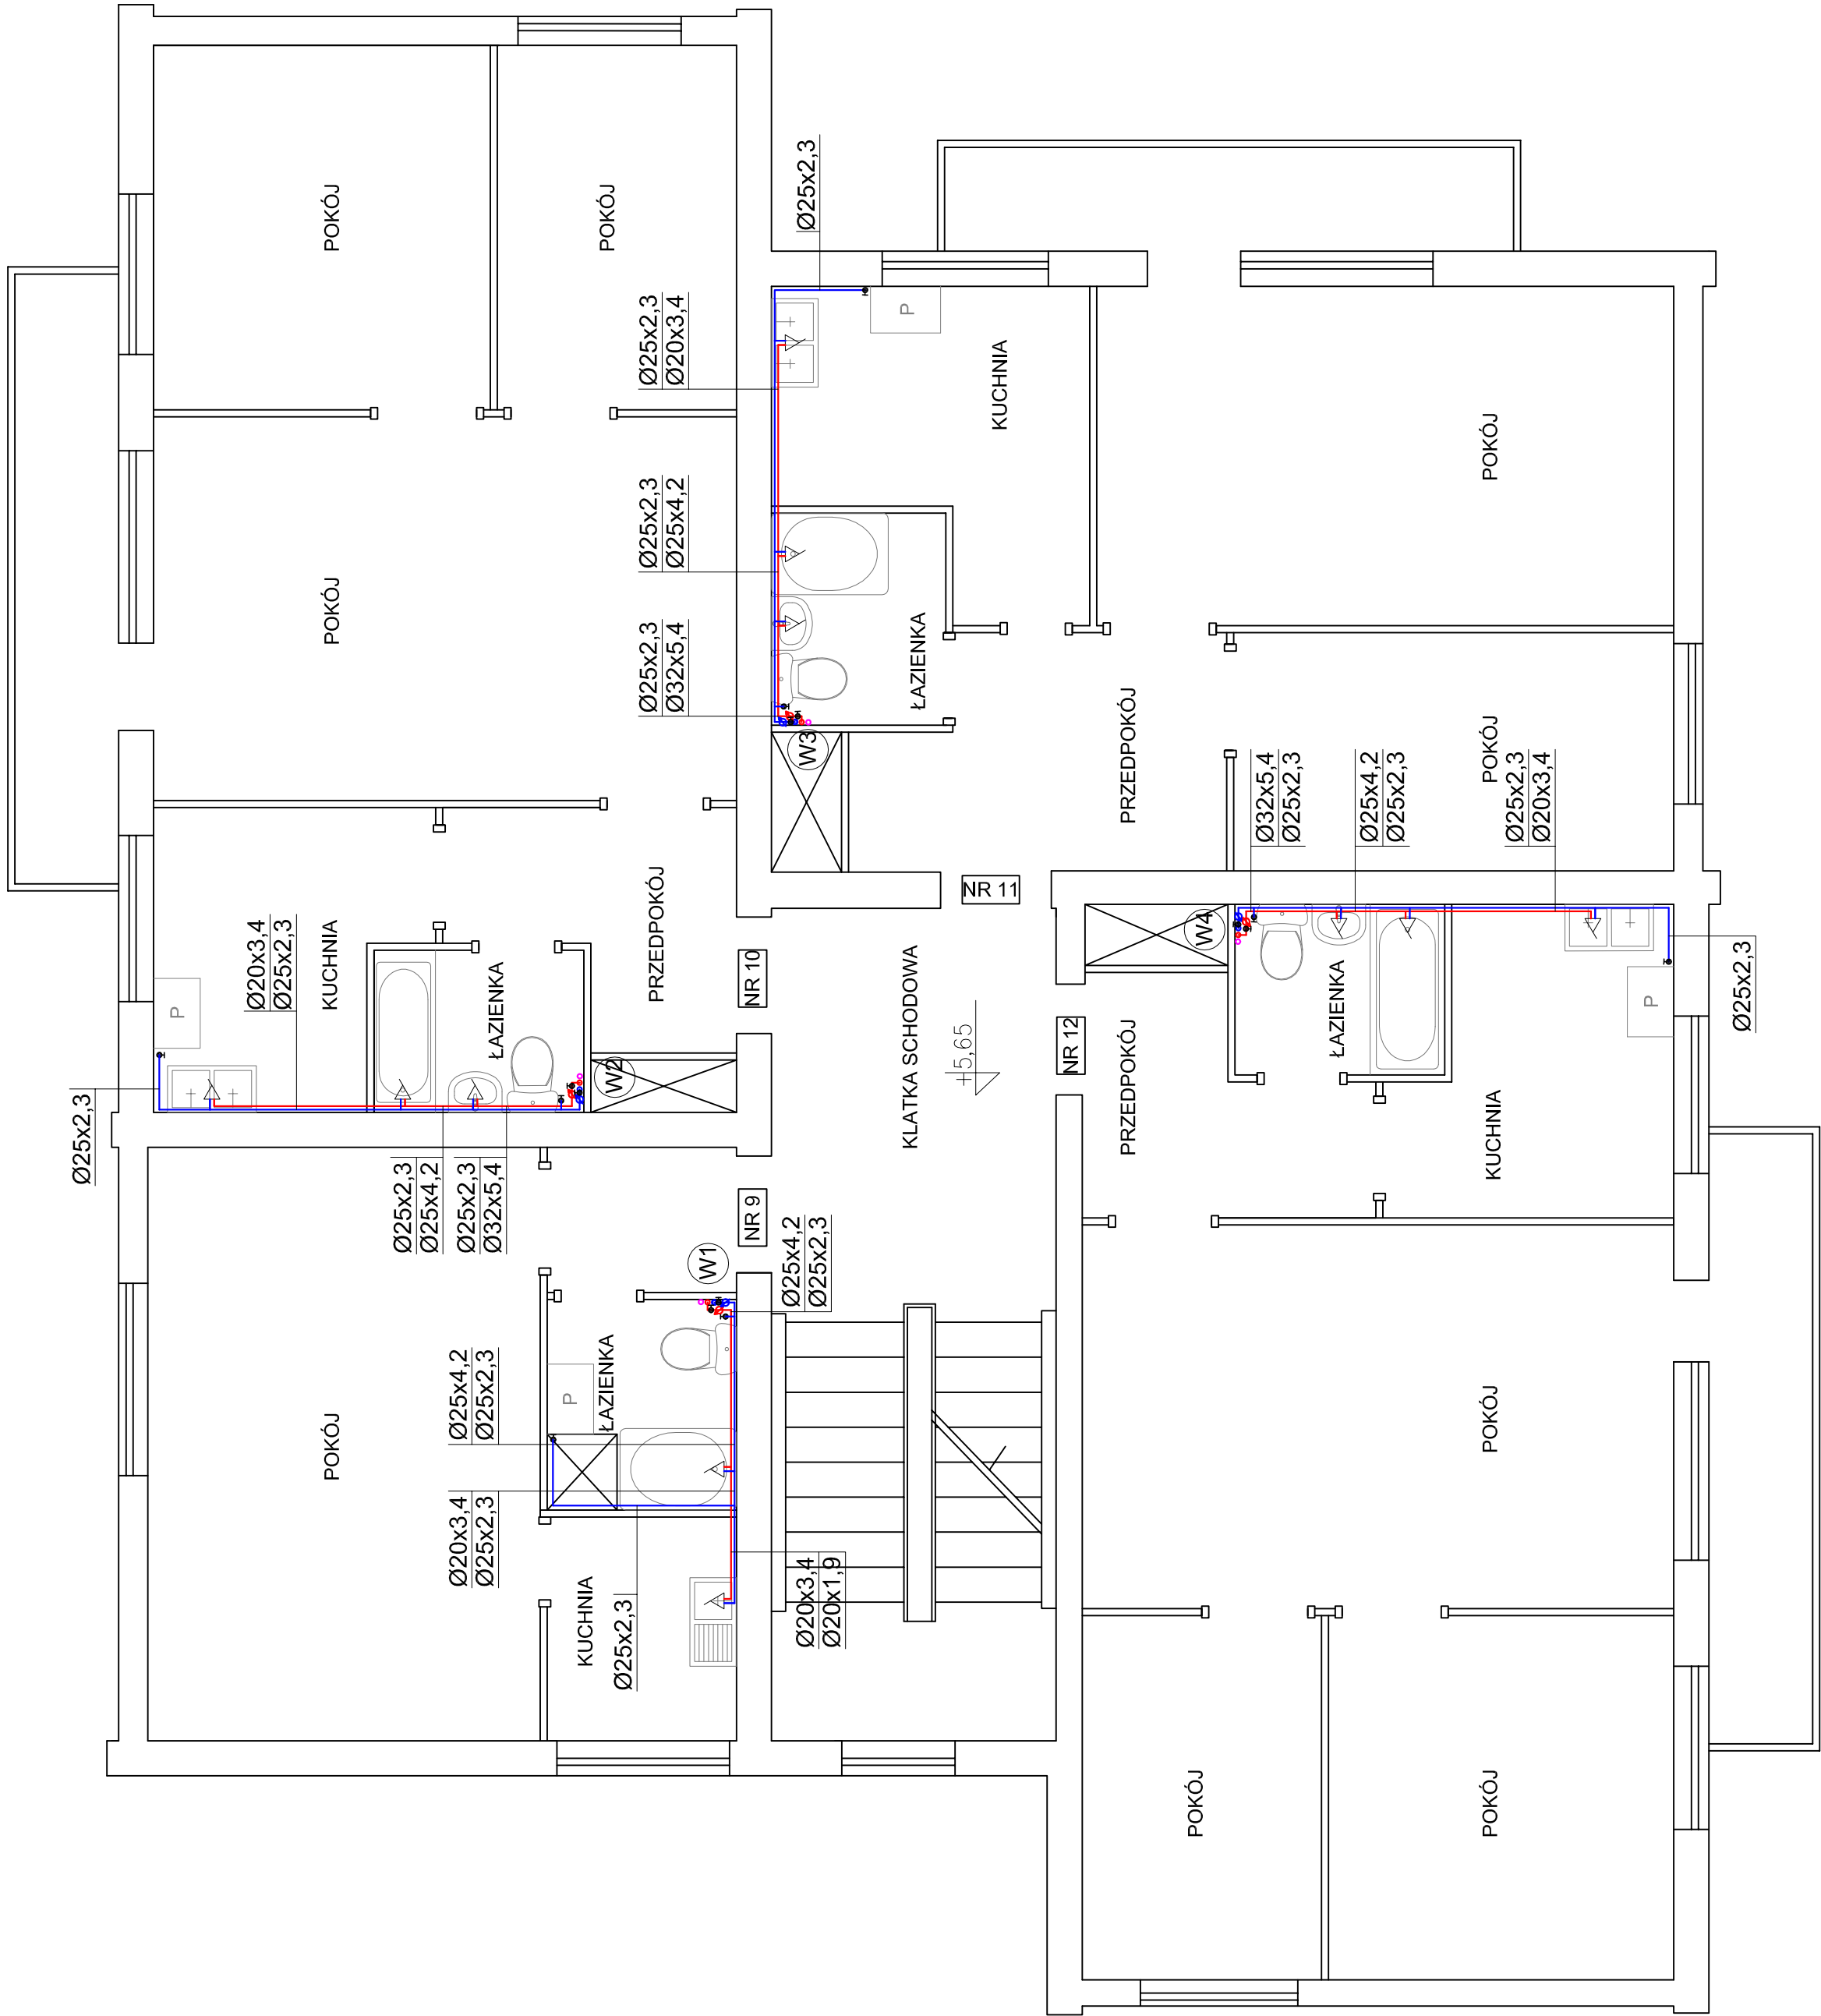 POKÓJ
POKÓJ
Ø25x2,3
Ø25x2,3
Ø20x3,4
P
KUCHNIA
POKÓJ
Ø25x2,3
Ø25x4,2
POKÓJ
Ø25x2,3
Ø32x5,4
ŁAZIENKA
W3
PRZEDPOKÓJ
POKÓJ
Ø32x5,4
Ø25x2,3
Ø25x4,2
Ø25x2,3
Ø25x2,3
Ø20x3,4
NR 11
Ø20x3,4
Ø25x2,3
KUCHNIA
PRZEDPOKÓJ
NR 10
W4
P
ŁAZIENKA
W2
KLATKA SCHODOWA
+5,65
NR 12
PRZEDPOKÓJ
ŁAZIENKA
P
Ø25x2,3
KUCHNIA
Ø25x2,3
Ø25x2,3
Ø25x4,2
Ø25x2,3
Ø32x5,4
NR 9
W1
Ø25x4,2
Ø25x2,3
POKÓJ
Ø25x4,2
Ø25x2,3
P
ŁAZIENKA
POKÓJ
Ø20x3,4
Ø25x2,3
KUCHNIA
Ø25x2,3
Ø20x3,4
Ø20x1,9
POKÓJ
POKÓJ